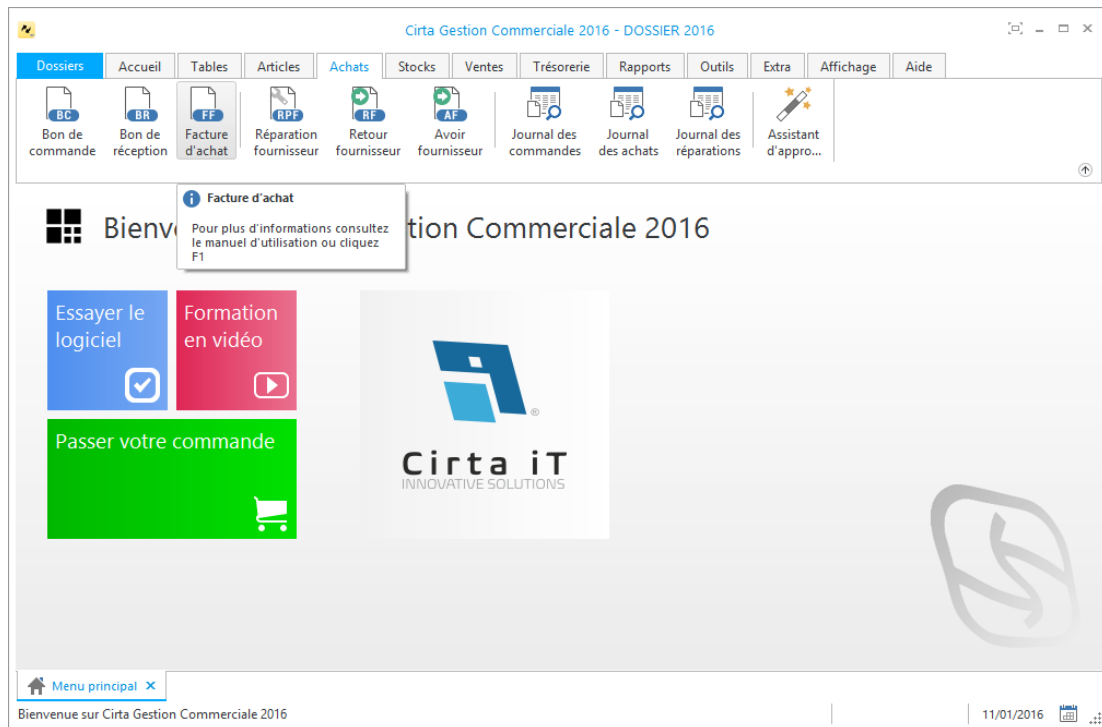 Cirta Gestion Commerciale 2016 - DOSSIER 2016
Dossiers Accueil Tables Articles Achats Stocks Ventes Trésorerie Rapports Outils Extra Affichage Aide
BC BR FF RPF RF AF
Bon de commande
Bon de réception
Facture d'achat
Réparation fournisseur
Retour fournisseur
Avoir fournisseur
Journal des commandes
Journal des achats
Journal des réparations
Assistant d'appro...
Facture d'achat
Pour plus d'informations consultez
le manuel d'utilisation ou cliquez
F1
Bienv tion Commerciale 2016
Essayer le
logiciel
Formation
en vidéo
Passer votre commande
Cirta iT
INNOVATIVE SOLUTIONS
Menu principal
Bienvenue sur Cirta Gestion Commerciale 2016
11/01/2016